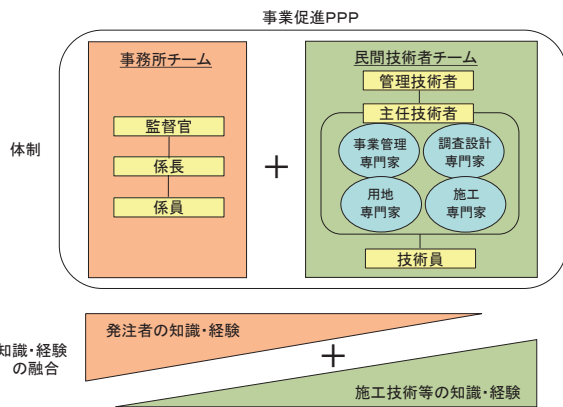 事業促進PPP
事務所チーム
監督官
係長
係員
体制
+
民間技術者チーム
管理技術者
主任技術者
事業管理
専門家
調査設計
専門家
用地
専門家
施工
専門家
技術員
知識・経験
の融合
発注者の知識・経験
+
施工技術等の知識・経験